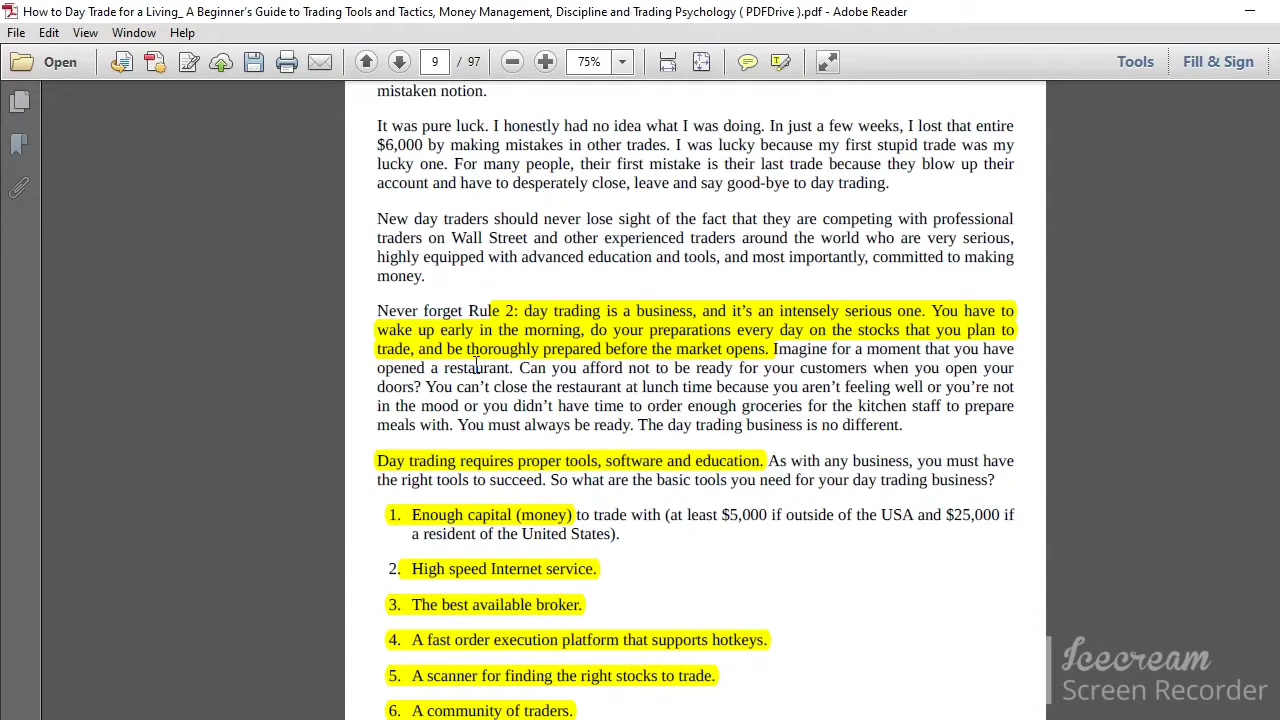 How to Day Trade for a Living_ A Beginner's Guide to Trading Tools and Tactics, Money Management, Discipline and Trading Psychology ( PDFDrive ).pdf - Adobe Reader
File Edit View Window Help
Open 9 / 97 75% Tools Fill & Sign
mistaken notion.
It was pure luck. I honestly had no idea what I was doing. In just a few weeks, I lost that entire
$6,000 by making mistakes in other trades. I was lucky because my first stupid trade was my
lucky one. For many people, their first mistake is their last trade because they blow up their
account and have to desperately close, leave and say good-bye to day trading.
New day traders should never lose sight of the fact that they are competing with professional
traders on Wall Street and other experienced traders around the world who are very serious,
highly equipped with advanced education and tools, and most importantly, committed to making
money.
Never forget Rule 2: day trading is a business, and it’s an intensely serious one. You have to
wake up early in the morning, do your preparations every day on the stocks that you plan to
trade, and be thoroughly prepared before the market opens. Imagine for a moment that you have
opened a restaurant. Can you afford not to be ready for your customers when you open your
doors? You can’t close the restaurant at lunch time because you aren’t feeling well or you’re not
in the mood or you didn’t have time to order enough groceries for the kitchen staff to prepare
meals with. You must always be ready. The day trading business is no different.
Day trading requires proper tools, software and education. As with any business, you must have
the right tools to succeed. So what are the basic tools you need for your day trading business?
1. Enough capital (money) to trade with (at least $5,000 if outside of the USA and $25,000 if
a resident of the United States).
2. High speed Internet service.
3. The best available broker.
4. A fast order execution platform that supports hotkeys.
5. A scanner for finding the right stocks to trade.
6. A community of traders.
Icecream
Screen Recorder